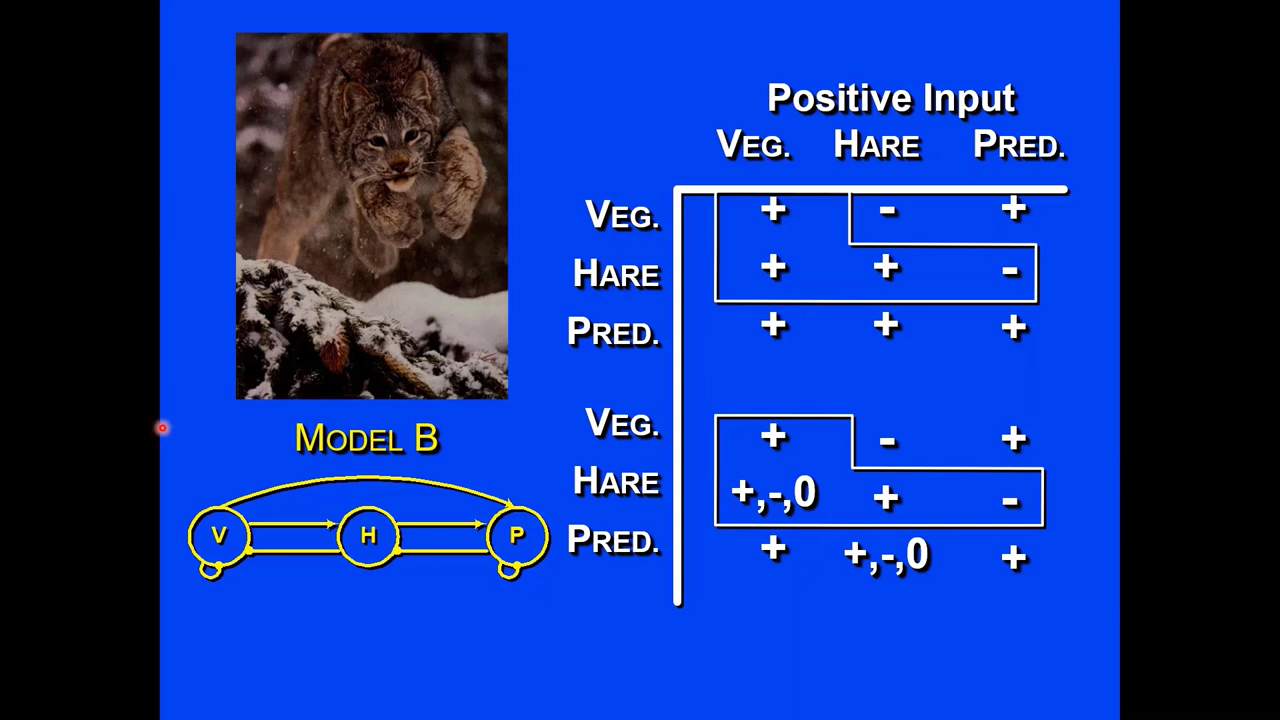 Positive Input
VEG. HARE PRED.
VEG. + - +
HARE + + -
PRED. + + +
VEG. + - +
HARE +,-,0 + -
PRED. + +,-,0 +
MODEL B
V H P